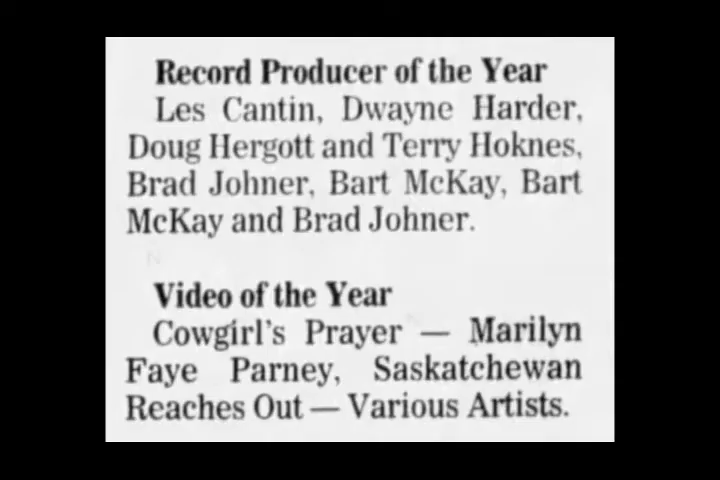 Record Producer of the Year
Les Cantin, Dwayne Harder,
Doug Hergott and Terry Hoknes,
Brad Johner, Bart McKay, Bart
McKay and Brad Johner.
Video of the Year
Cowgirl's Prayer — Marilyn
Faye Parney, Saskatchewan
Reaches Out — Various Artists.